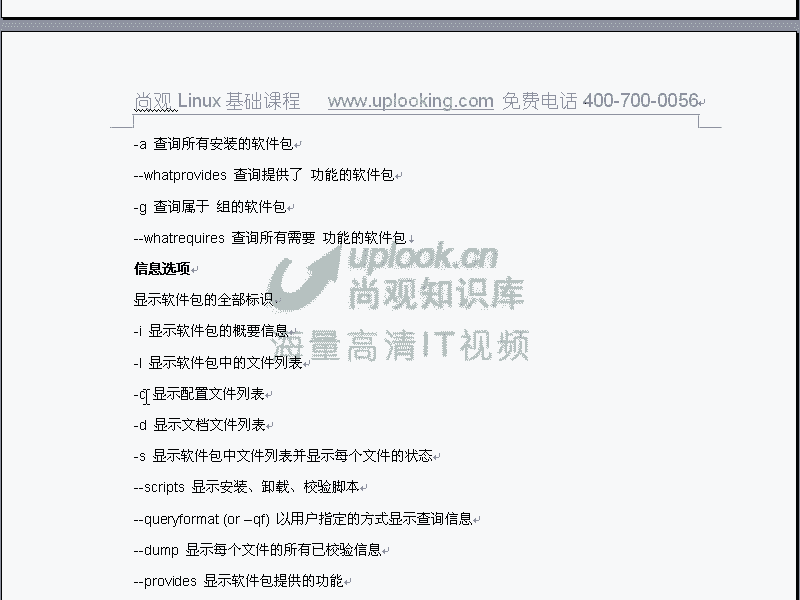 尚观 Linux 基础课程 www.uplooking.com 免费电话 400-700-0056
-a 查询所有安装的软件包
--whatprovides 查询提供了 功能的软件包
-g 查询属于 组的软件包
--whatrequires 查询所有需要 功能的软件包
uplook.cn
信息选项
尚观知识库
显示软件包的全部标识
-i 显示软件包的概要信息
海量高清IT视频
-l 显示软件包中的文件列表
-c 显示配置文件列表
-d 显示文档文件列表
-s 显示软件包中文件列表并显示每个文件的状态
--scripts 显示安装、卸载、校验脚本
--queryformat (or –qf) 以用户指定的方式显示查询信息
--dump 显示每个文件的所有已校验信息
--provides 显示软件包提供的功能